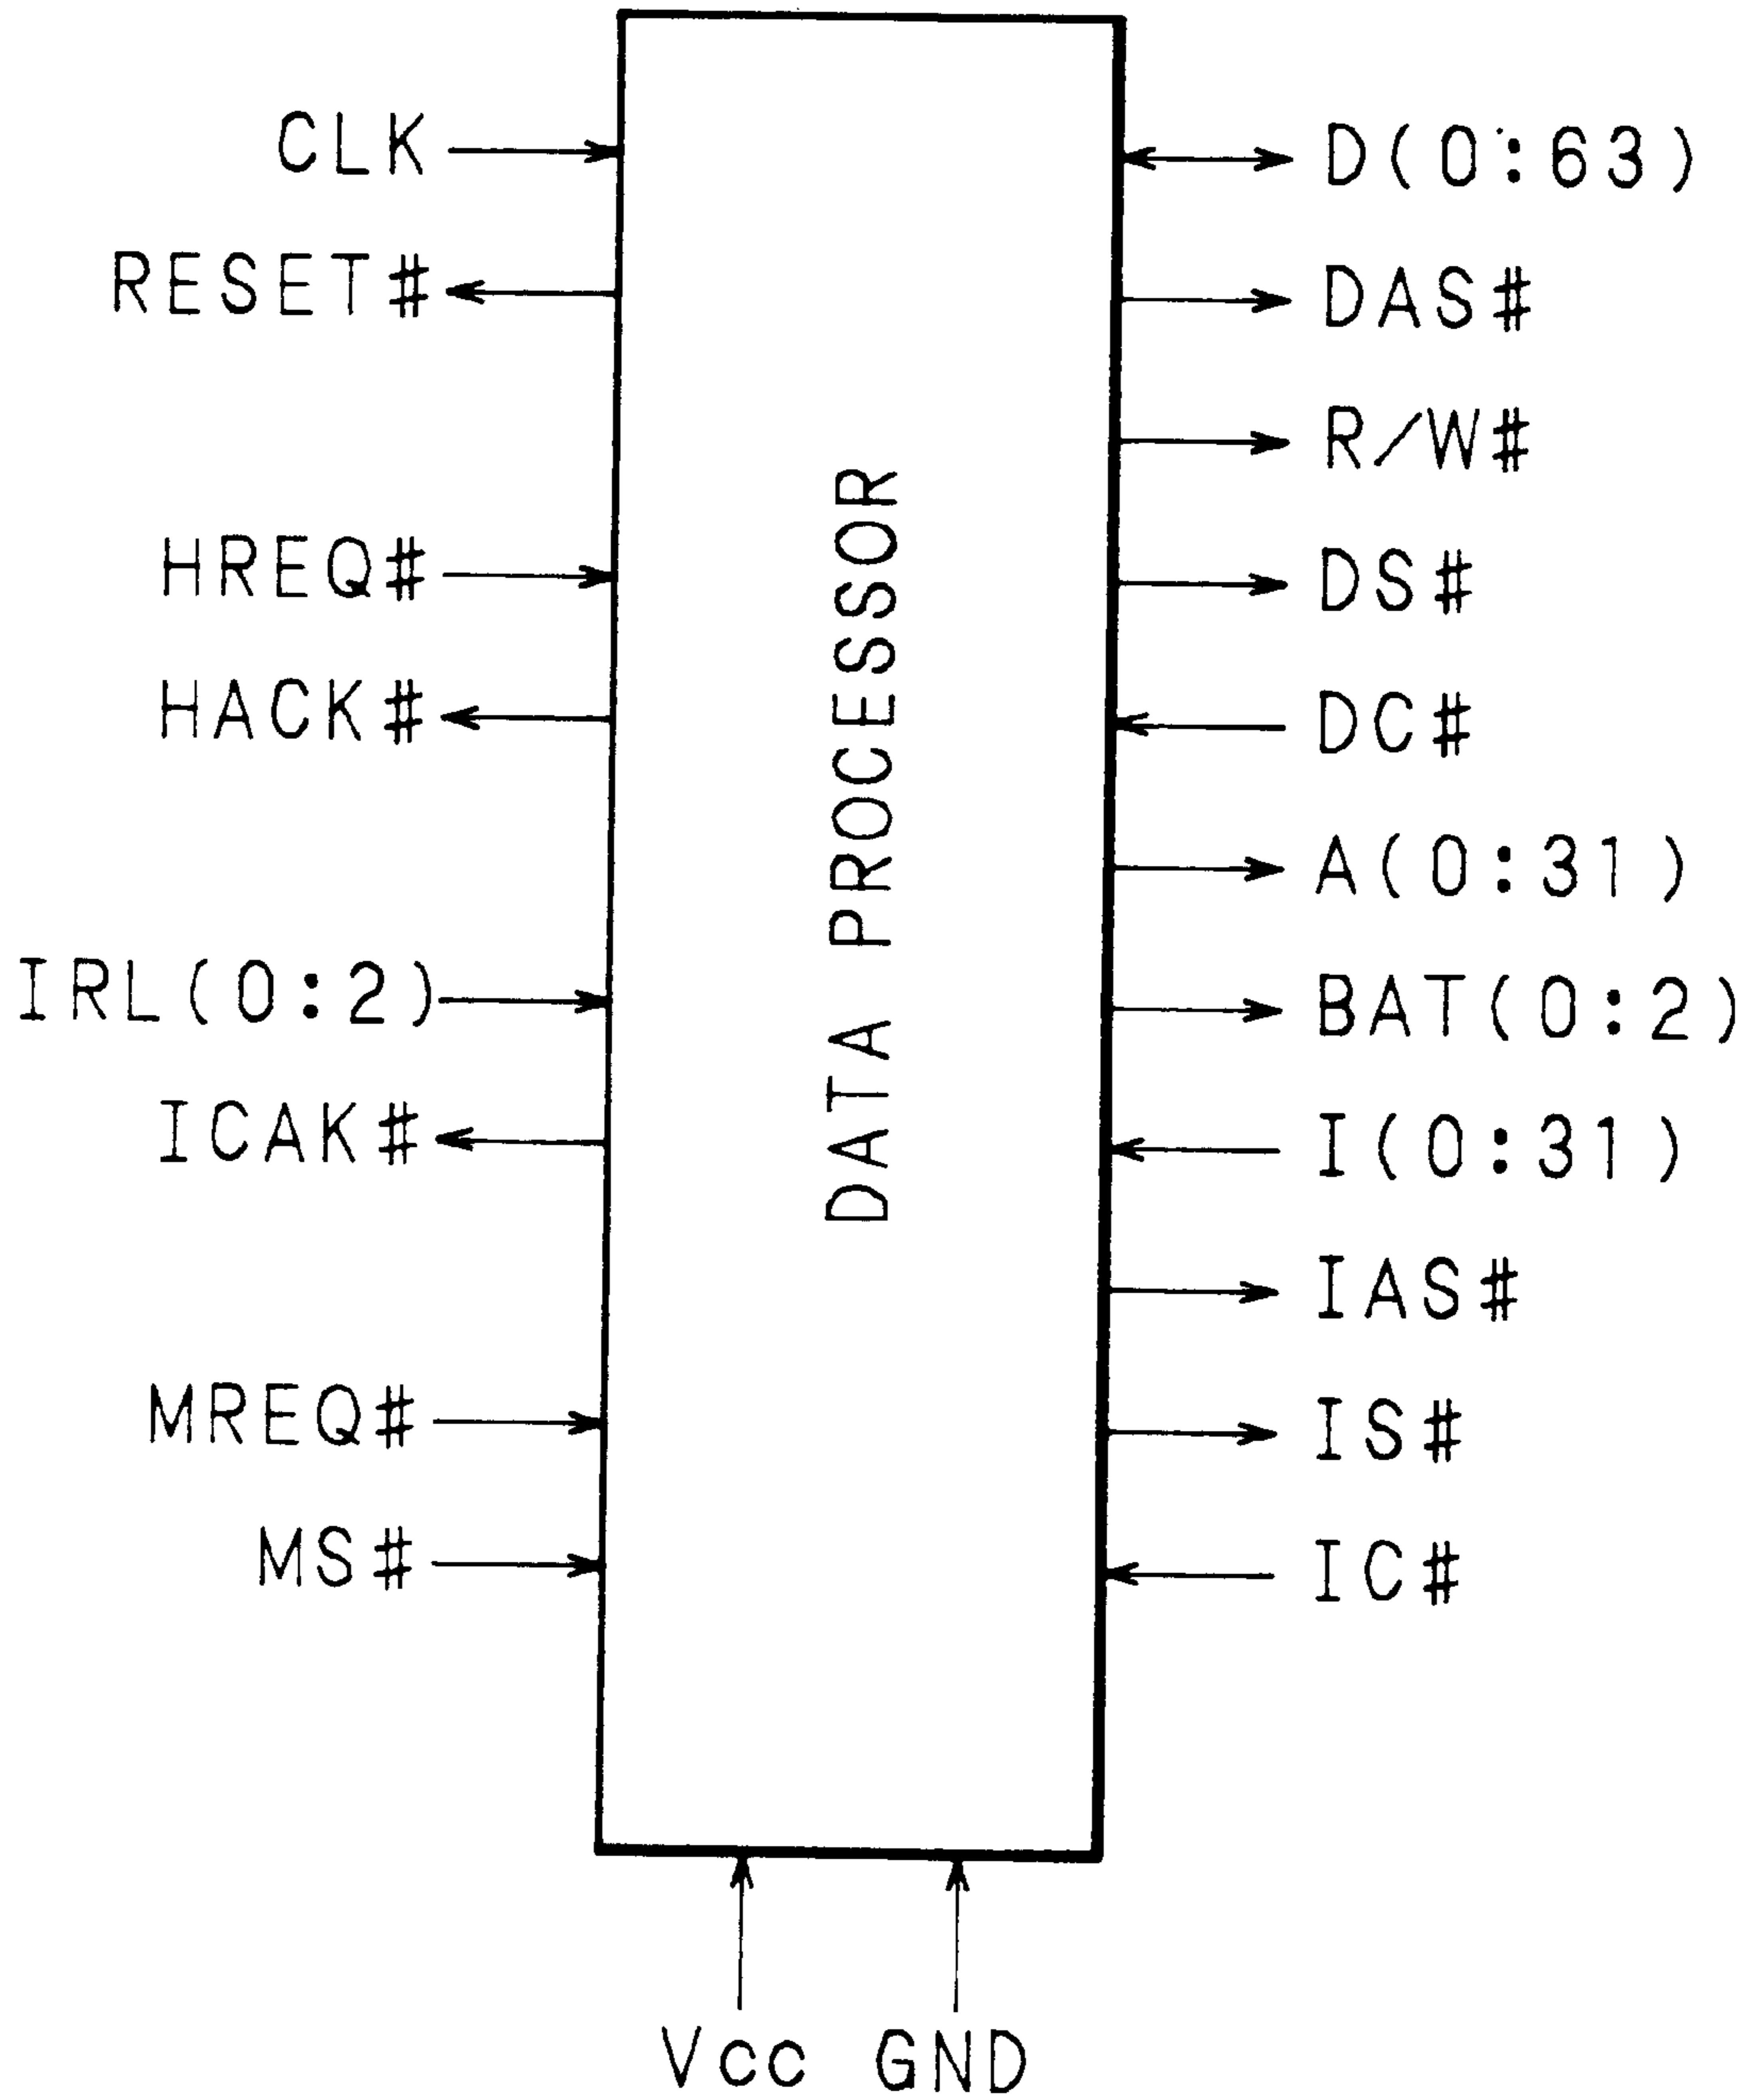 CLK
RESET#
HREQ#
HACK#
IRL(0:2)
ICAK#
MREQ#
MS#
DATA PROCESSOR
D(0:63)
DAS#
R/W#
DS#
DC#
A(0:31)
BAT(0:2)
I(0:31)
IAS#
IS#
IC#
Vcc GND